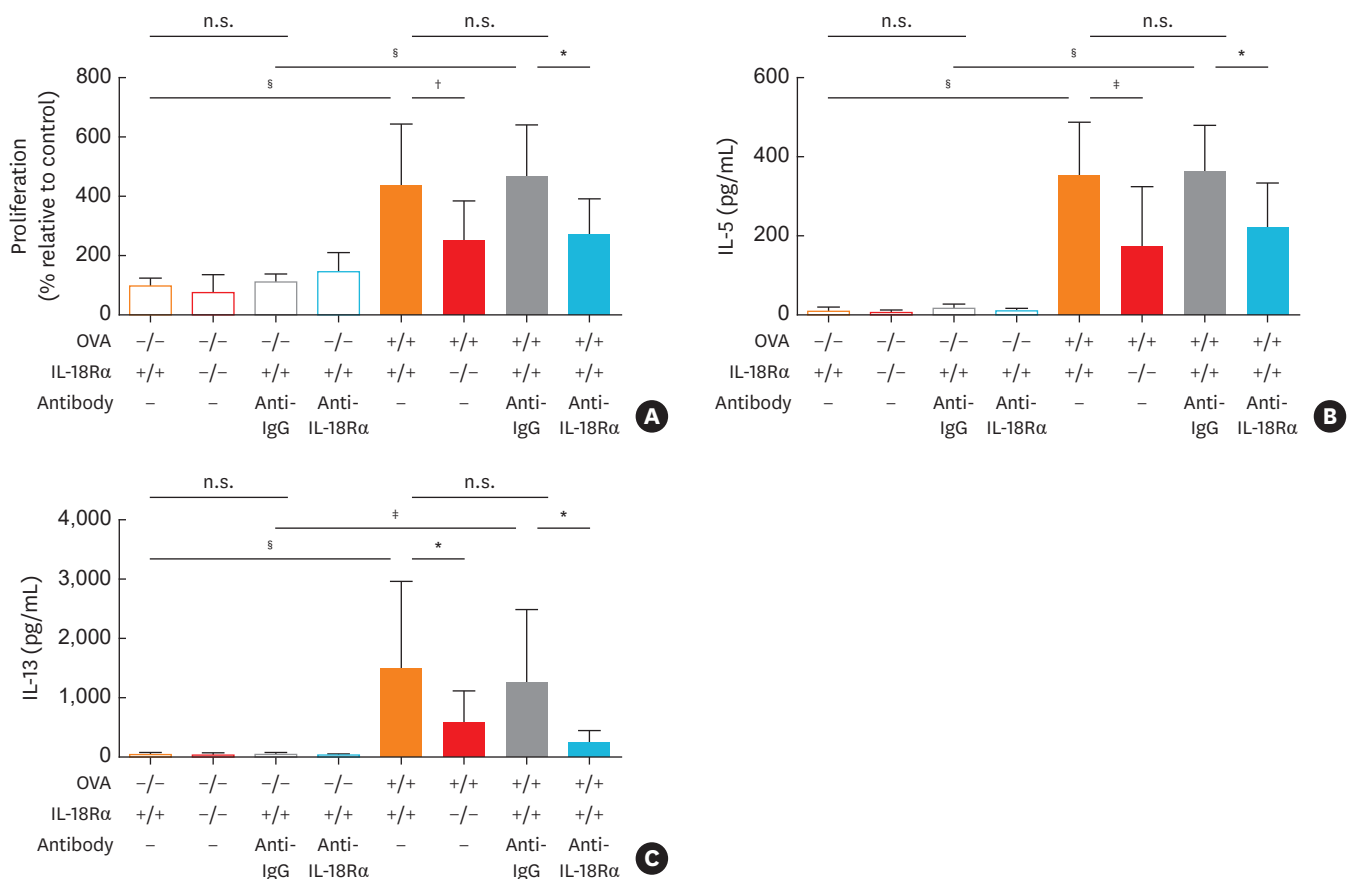 n.s. n.s.
§ *
§ †
800
600
400
200
0
Proliferation
(% relative to control)
OVA –/– –/– –/– –/– +/+ +/+ +/+ +/+
IL-18Rα +/+ –/– +/+ +/+ +/+ –/– +/+ +/+
Antibody – – Anti- Anti- – – Anti- Anti-
IgG IL-18Rα IgG IL-18Rα
A
n.s. n.s.
§ *
§ ‡
600
400
200
0
IL-5 (pg/mL)
OVA –/– –/– –/– –/– +/+ +/+ +/+ +/+
IL-18Rα +/+ –/– +/+ +/+ +/+ –/– +/+ +/+
Antibody – – Anti- Anti- – – Anti- Anti-
IgG IL-18Rα IgG IL-18Rα
B
n.s. n.s.
‡ *
§ *
4,000
3,000
2,000
1,000
0
IL-13 (pg/mL)
OVA –/– –/– –/– –/– +/+ +/+ +/+ +/+
IL-18Rα +/+ –/– +/+ +/+ +/+ –/– +/+ +/+
Antibody – – Anti- Anti- – – Anti- Anti-
IgG IL-18Rα IgG IL-18Rα
C